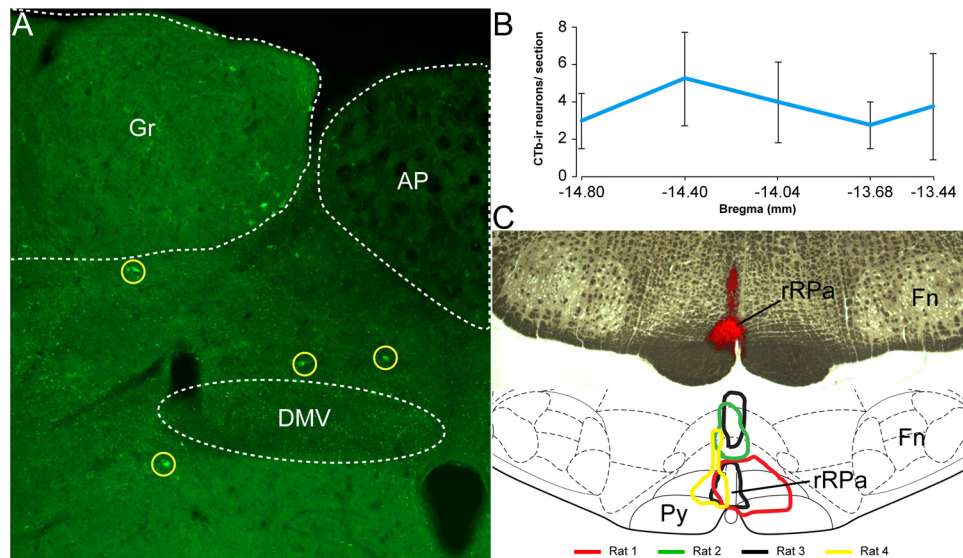 A
Gr
AP
DMV
B
CTb-ir neurons/ section
8
6
4
2
0
-14.80
-14.40
-14.04
-13.68
-13.44
Bregma (mm)
C
rRPa
Fn
Fn
rRPa
Py
Rat 1
Rat 2
Rat 3
Rat 4